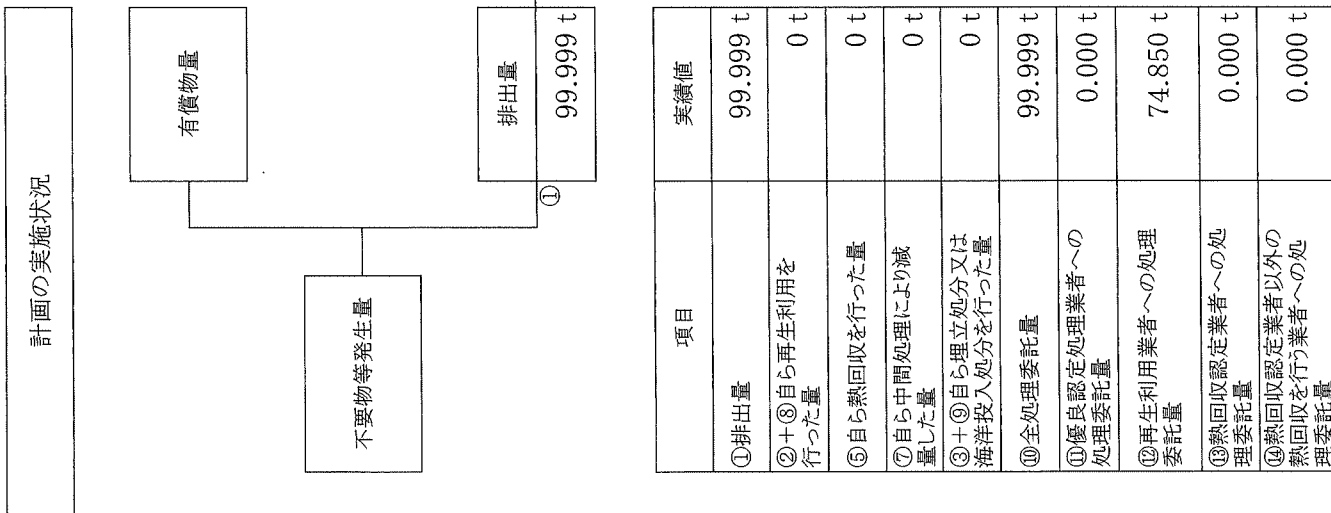 計画の実施状況
有償物量
不要物等発生量
排出量
①
99.999 t
項目
実績値
①排出量
99.999 t
②+⑧自ら再生利用を
行った量
0 t
⑤自ら熱回収を行った量
0 t
⑦自ら中間処理により減
量した量
0 t
③+⑨自ら埋立処分又は
海洋投入処分を行った量
0 t
⑩全処理委託量
99.999 t
⑪優良認定処理業者への
処理委託量
0.000 t
⑫再生利用業者への処理
委託量
74.850 t
⑬熱回収認定業者への処
理委託量
0.000 t
⑭熱回収認定業者以外の
熱回収を行う業者への処
理委託量
0.000 t